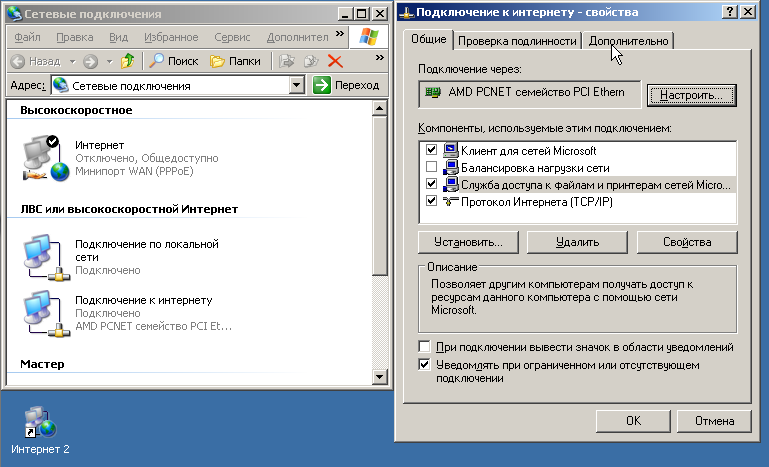 Сетевые подключения
Файл Правка Вид Избранное Сервис Дополнител »
Назад Поиск Папки »
Адрес: Сетевые подключения Переход
Высокоскоростное
Интернет
Отключено, Общедоступно
Минипорт WAN (PPPoE)
ЛВС или высокоскоростной Интернет
Подключение по локальной
сети
Подключено
Подключение к интернету
Подключено
AMD PCNET семейство PCI Et...
Мастер
Интернет 2
Подключение к интернету - свойства
Общие Проверка подлинности Дополнительно
Подключение через:
AMD PCNET семейство PCI Ethern Настроить...
Компоненты, используемые этим подключением:
Клиент для сетей Microsoft
Балансировка нагрузки сети
Служба доступа к файлам и принтерам сетей Micro...
Протокол Интернета (TCP/IP)
Установить... Удалить Свойства
Описание
Позволяет другим компьютерам получать доступ к
ресурсам данного компьютера с помощью сети
Microsoft.
При подключении вывести значок в области уведомлений
Уведомлять при ограниченном или отсутствующем
подключении
OK Отмена